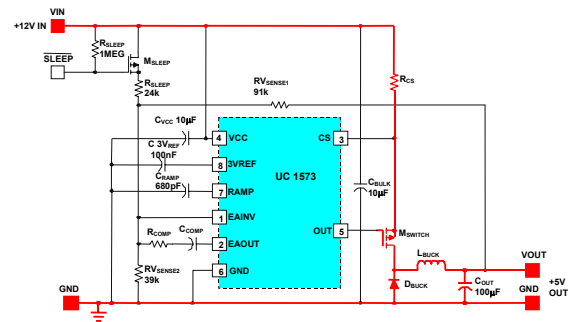 VIN
+12V IN
RSLEEP
1MEG
MSLEEP
SLEEP
RSLEEP
24k
RVSENSE1
91k
RCS
CVCC 10µF
4 VCC
CS 3
C 3VREF
100nF
8 3VREF
UC 1573
CRAMP
680pF
7 RAMP
CBULK
10µF
1 EAINV
OUT 5
MSWITCH
RCOMP
CCOMP
2 EAOUT
LBUCK
VOUT
6 GND
RVSENSE2
39k
DBUCK
COUT
100µF
+5V
OUT
GND
GND